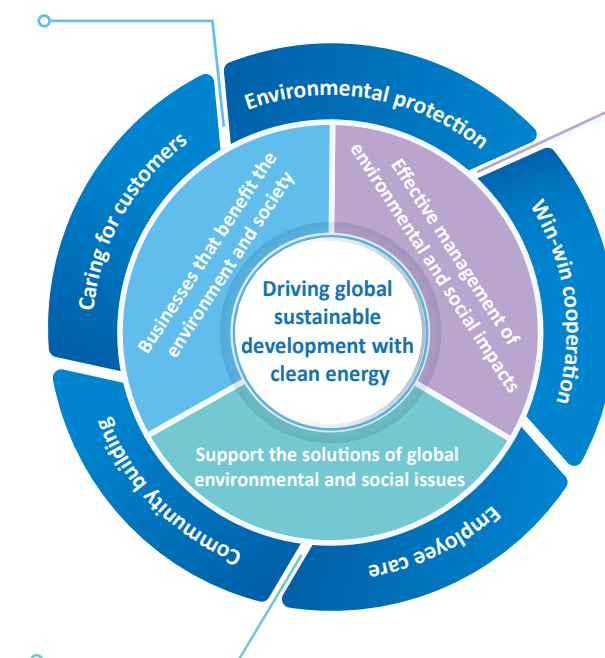 Environmental protection
Caring for customers
Win-win cooperation
Community building
Employee care
Businesses that benefit the
environment and society
Effective management of
environmental and social impacts
Support the solutions of global
environmental and social issues
Driving global
sustainable
development with
clean energy